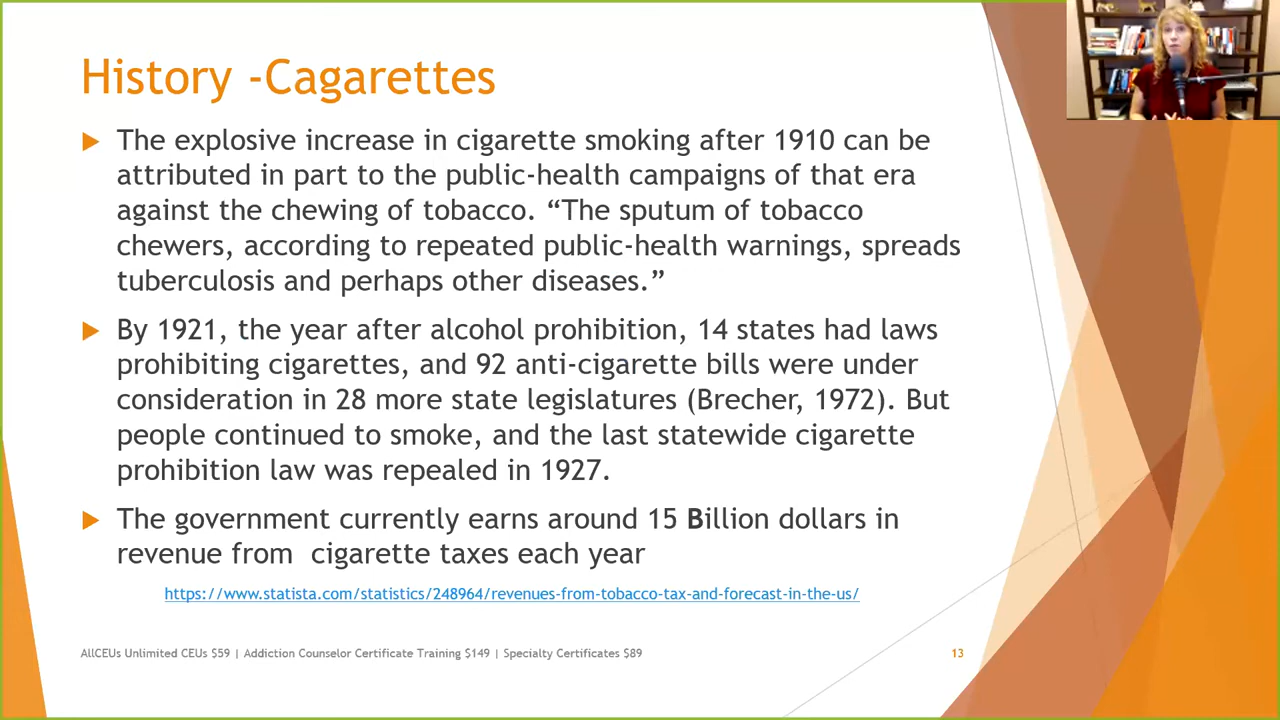 History -Cagarettes
The explosive increase in cigarette smoking after 1910 can be
attributed in part to the public-health campaigns of that era
against the chewing of tobacco. “The sputum of tobacco
chewers, according to repeated public-health warnings, spreads
tuberculosis and perhaps other diseases.”
By 1921, the year after alcohol prohibition, 14 states had laws
prohibiting cigarettes, and 92 anti-cigarette bills were under
consideration in 28 more state legislatures (Brecher, 1972). But
people continued to smoke, and the last statewide cigarette
prohibition law was repealed in 1927.
The government currently earns around 15 Billion dollars in
revenue from  cigarette taxes each year
https://www.statista.com/statistics/248964/revenues-from-tobacco-tax-and-forecast-in-the-us/
AllCEUs Unlimited CEUs $59 | Addiction Counselor Certificate Training $149 | Specialty Certificates $89
13